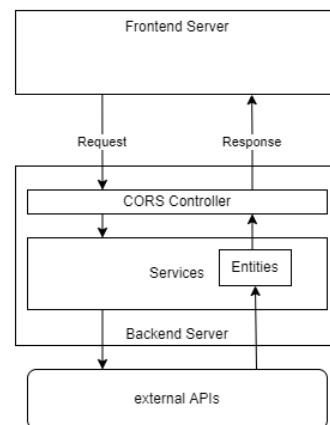 Frontend Server
Request
Response
CORS Controller
Services
Entities
Backend Server
external APIs